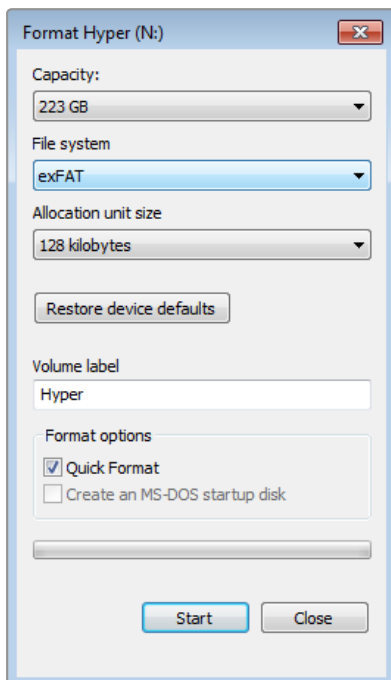 Format Hyper (N:)
Capacity:
223 GB
File system
exFAT
Allocation unit size
128 kilobytes
Restore device defaults
Volume label
Hyper
Format options
Quick Format
Create an MS-DOS startup disk
Start
Close